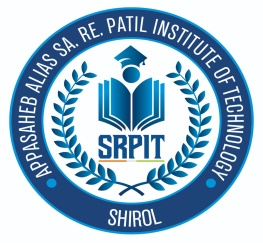 APPASAHEB ALIAS SA. RE. PATIL INSTITUTE OF TECHNOLOGY
SRPIT
SHIROL